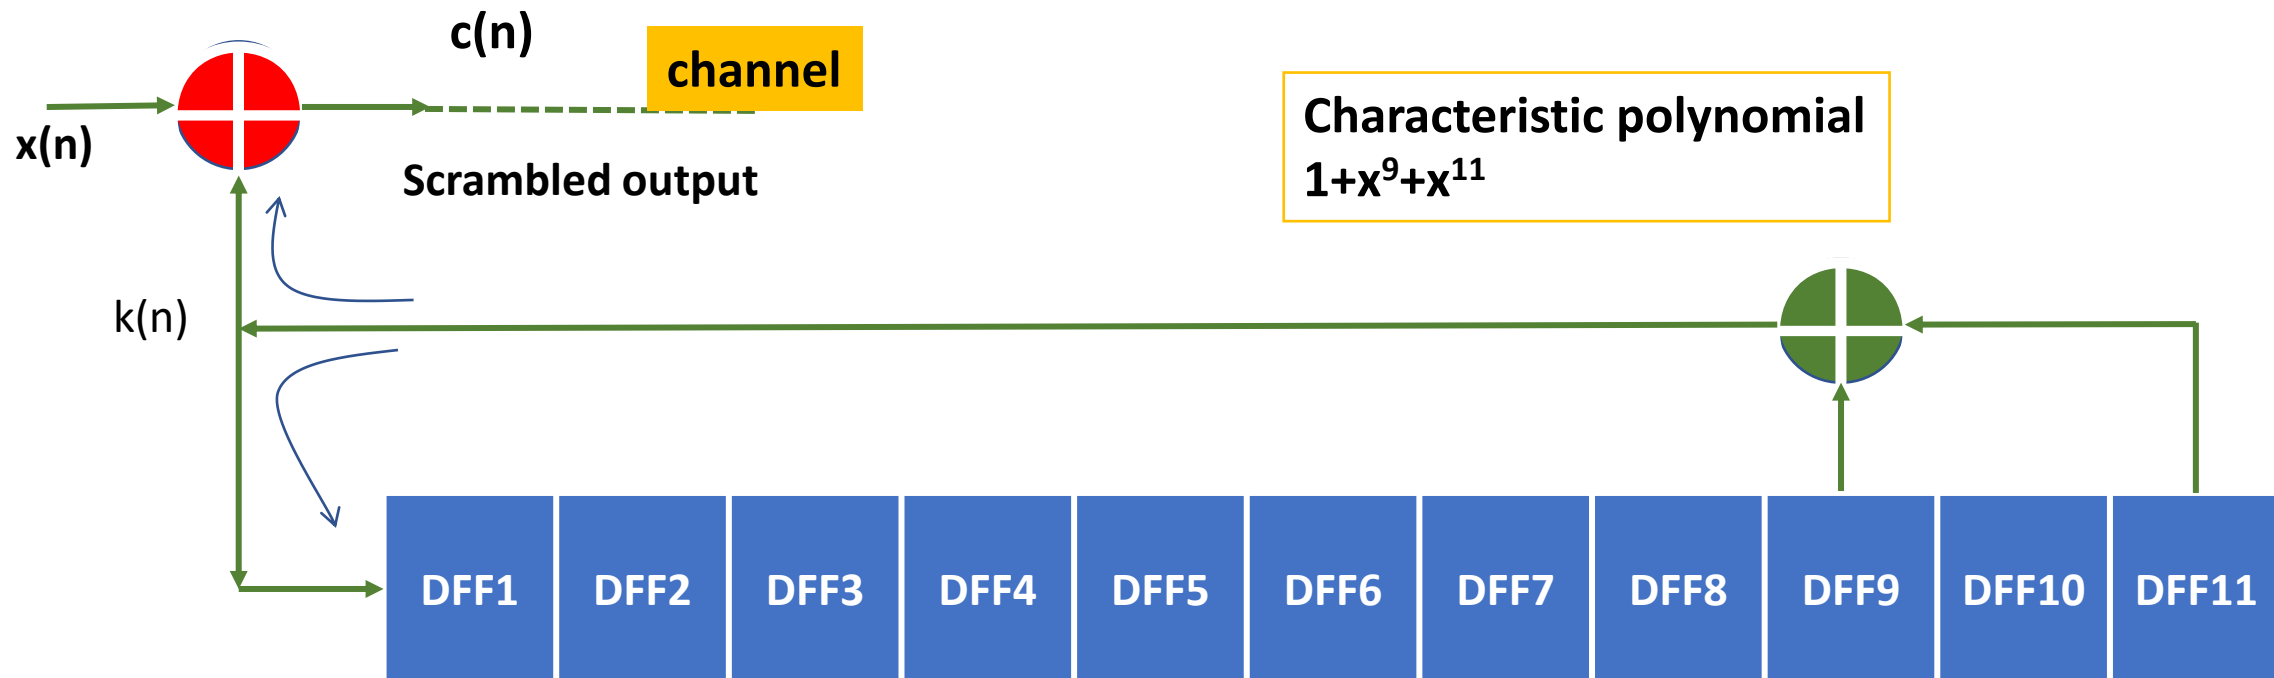 c(n)
channel
x(n)
Scrambled output
Characteristic polynomial
1+x⁹+x¹¹
k(n)
DFF1 DFF2 DFF3 DFF4 DFF5 DFF6 DFF7 DFF8 DFF9 DFF10 DFF11